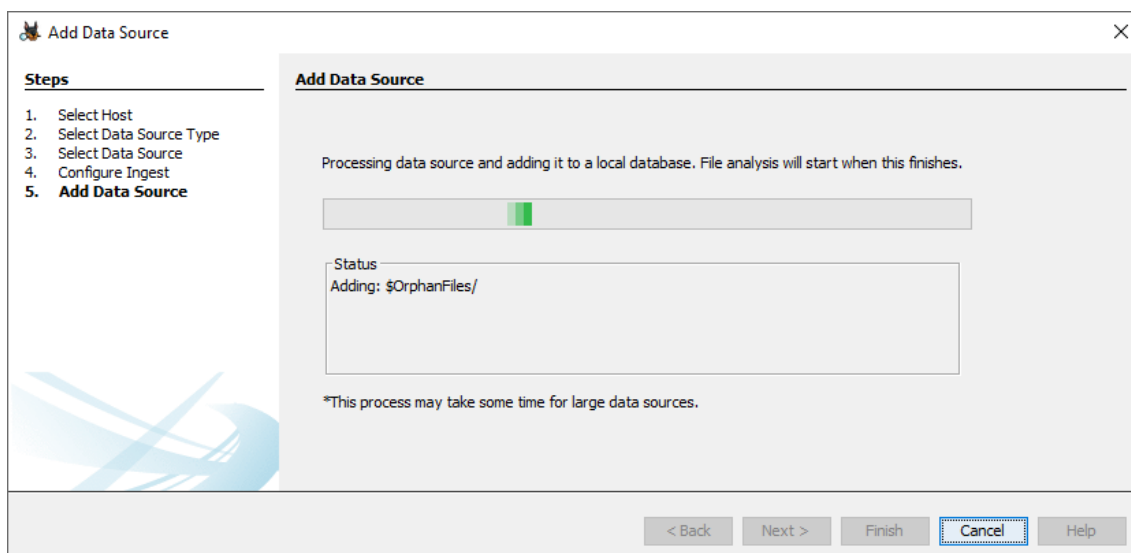 Add Data Source
Steps
1. Select Host
2. Select Data Source Type
3. Select Data Source
4. Configure Ingest
5. Add Data Source
Add Data Source
Processing data source and adding it to a local database. File analysis will start when this finishes.
Status
Adding: $OrphanFiles/
*This process may take some time for large data sources.
< Back Next > Finish Cancel Help